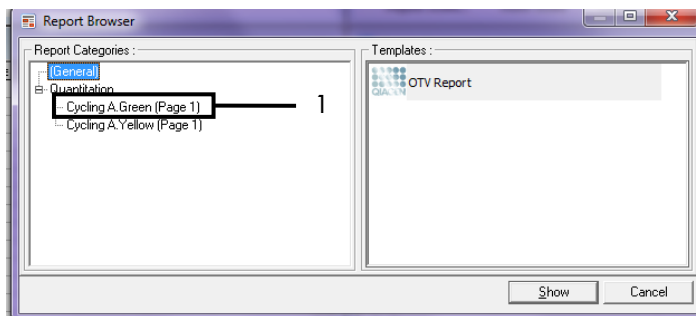 Report Browser
Report Categories :
(General)
Quantitation
Cycling A.Green (Page 1)
Cycling A.Yellow (Page 1)
1
Templates :
QIAGEN
OTV Report
Show
Cancel